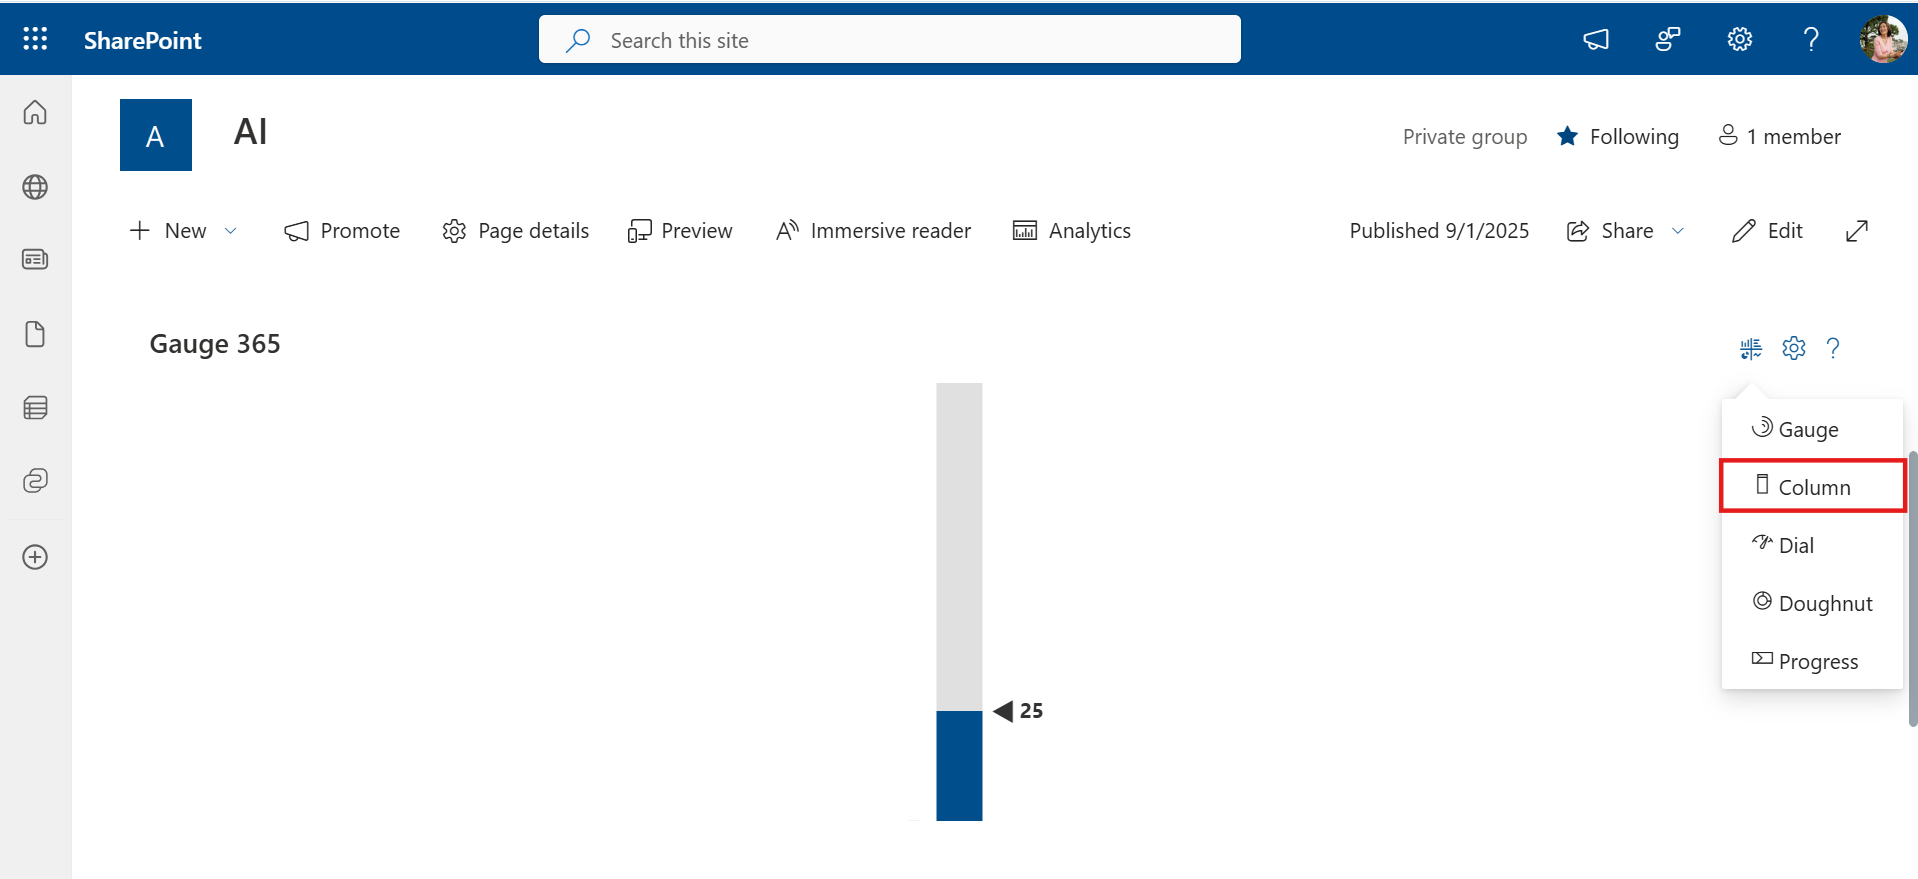 SharePoint
Search this site
A
AI
Private group
Following
1 member
New
Promote
Page details
Preview
Immersive reader
Analytics
Published 9/1/2025
Share
Edit
Gauge 365
Gauge
Column
Dial
Doughnut
Progress
25